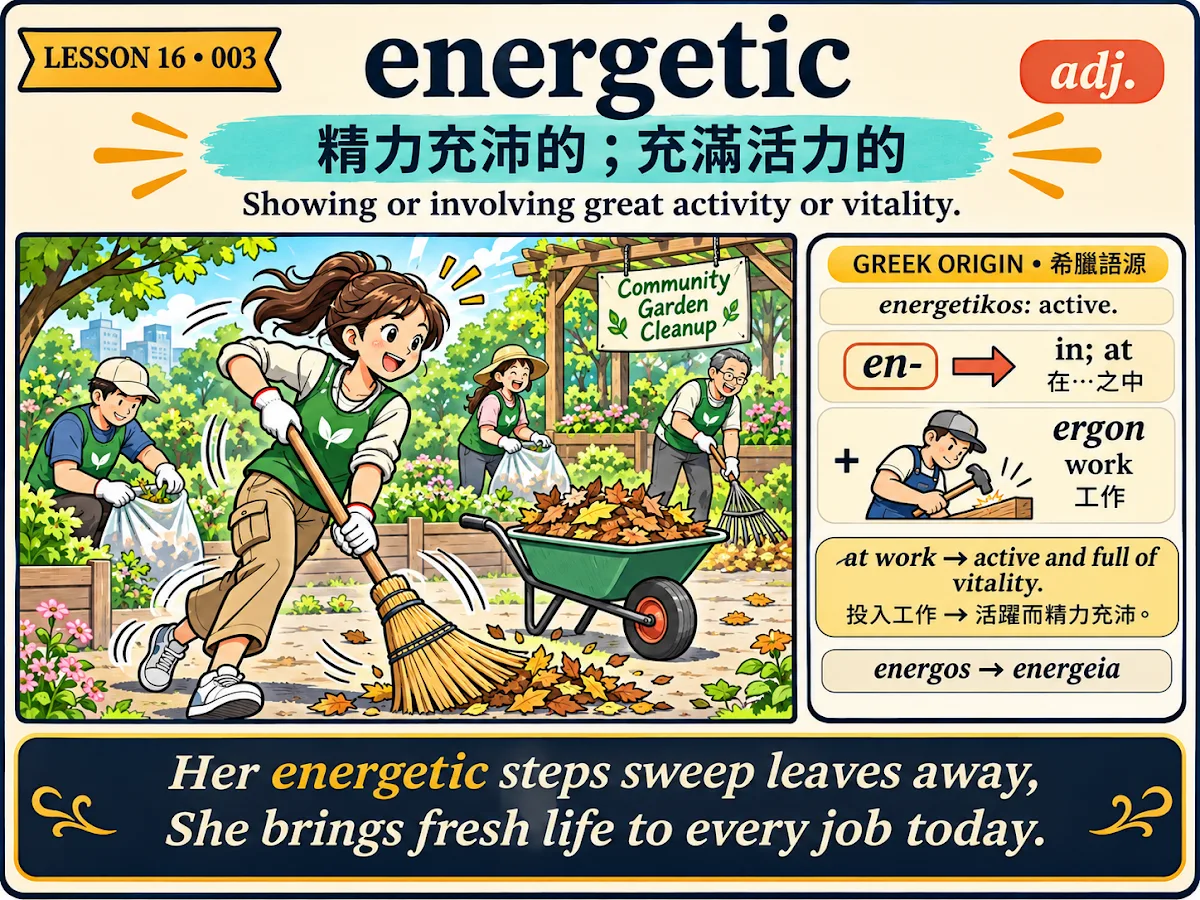 LESSON 16 • 003
energetic
adj.
精力充沛的；充滿活力的
Showing or involving great activity or vitality.
Community
Garden
Cleanup
GREEK ORIGIN • 希臘語源
energetikos: active.
en-
in; at
在…之中
+
ergon
work
工作
at work → active and full of
vitality.
投入工作 → 活躍而精力充沛。
energos → energeia
Her energetic steps sweep leaves away,
She brings fresh life to every job today.